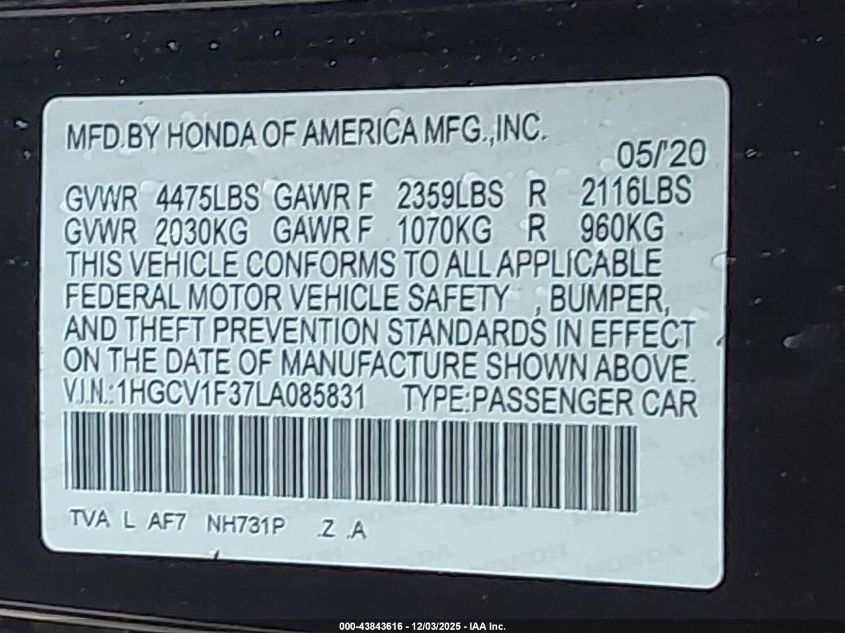 MFD.BY HONDA OF AMERICA MFG.,INC.
05/'20
GVWR 4475LBS GAWR F 2359LBS R 2116LBS
GVWR 2030KG GAWR F 1070KG R 960KG
THIS VEHICLE CONFORMS TO ALL APPLICABLE
FEDERAL MOTOR VEHICLE SAFETY , BUMPER,
AND THEFT PREVENTION STANDARDS IN EFFECT
ON THE DATE OF MANUFACTURE SHOWN ABOVE.
V.I.N.:1HGCV1F37LA085831 TYPE:PASSENGER CAR
TVA L AF7 NH731P .Z .A
000-43843616 - 12/03/2025 - IAA Inc.